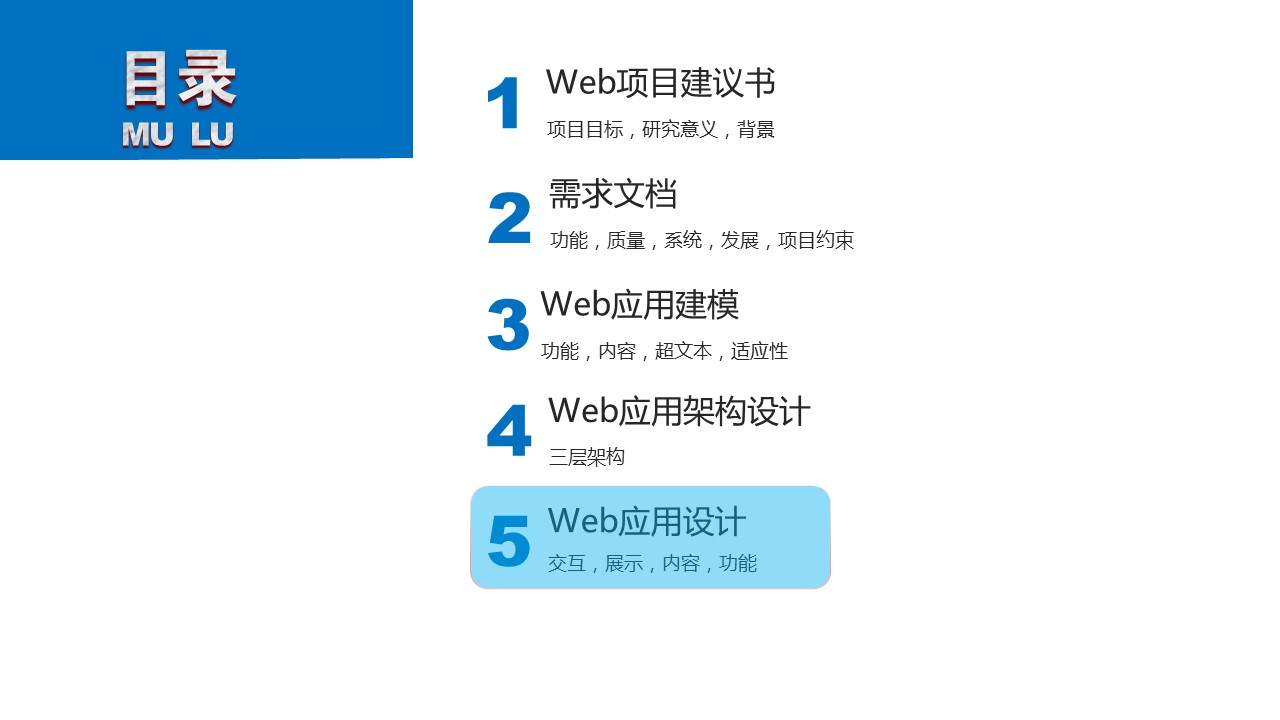 目录
MU LU
1
Web项目建议书
项目目标，研究意义，背景
2
需求文档
功能，质量，系统，发展，项目约束
3
Web应用建模
功能，内容，超文本，适应性
4
Web应用架构设计
三层架构
5
Web应用设计
交互，展示，内容，功能